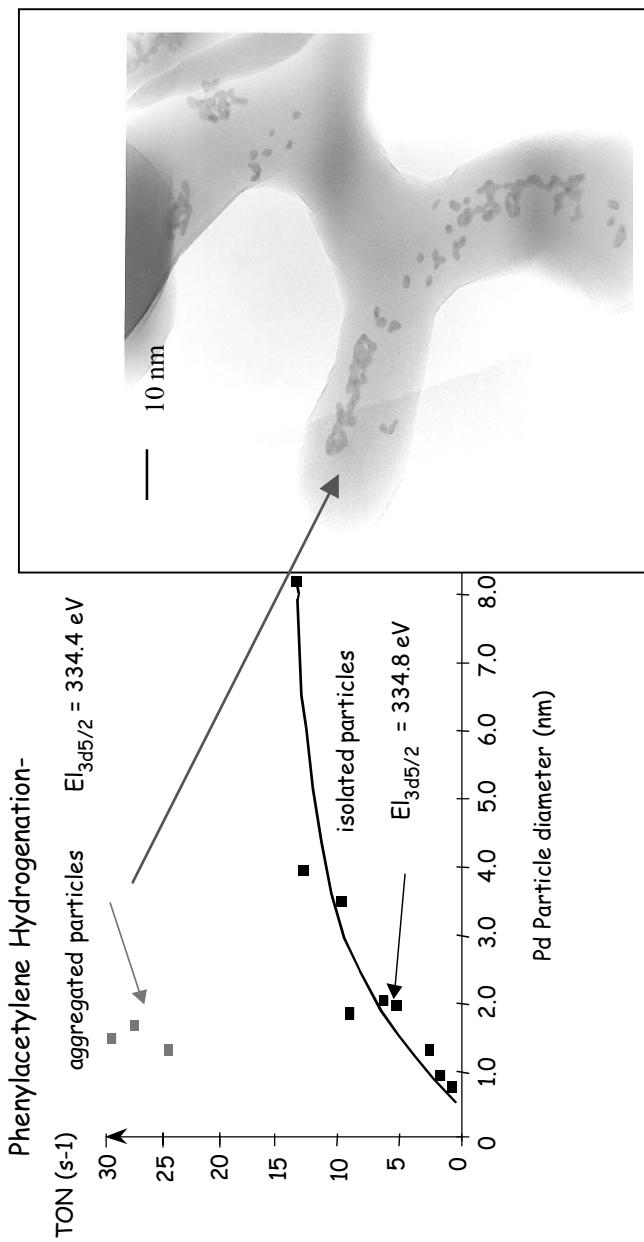 Phenylacetylene Hydrogenation-
TON (s-1)
aggregated particles
EI3d5/2 = 334.4 eV
30
25
20
15
10
5
0
isolated particles
EI3d5/2 = 334.8 eV
0
1.0
2.0
3.0
4.0
5.0
6.0
7.0
8.0
Pd Particle diameter (nm)
10 nm